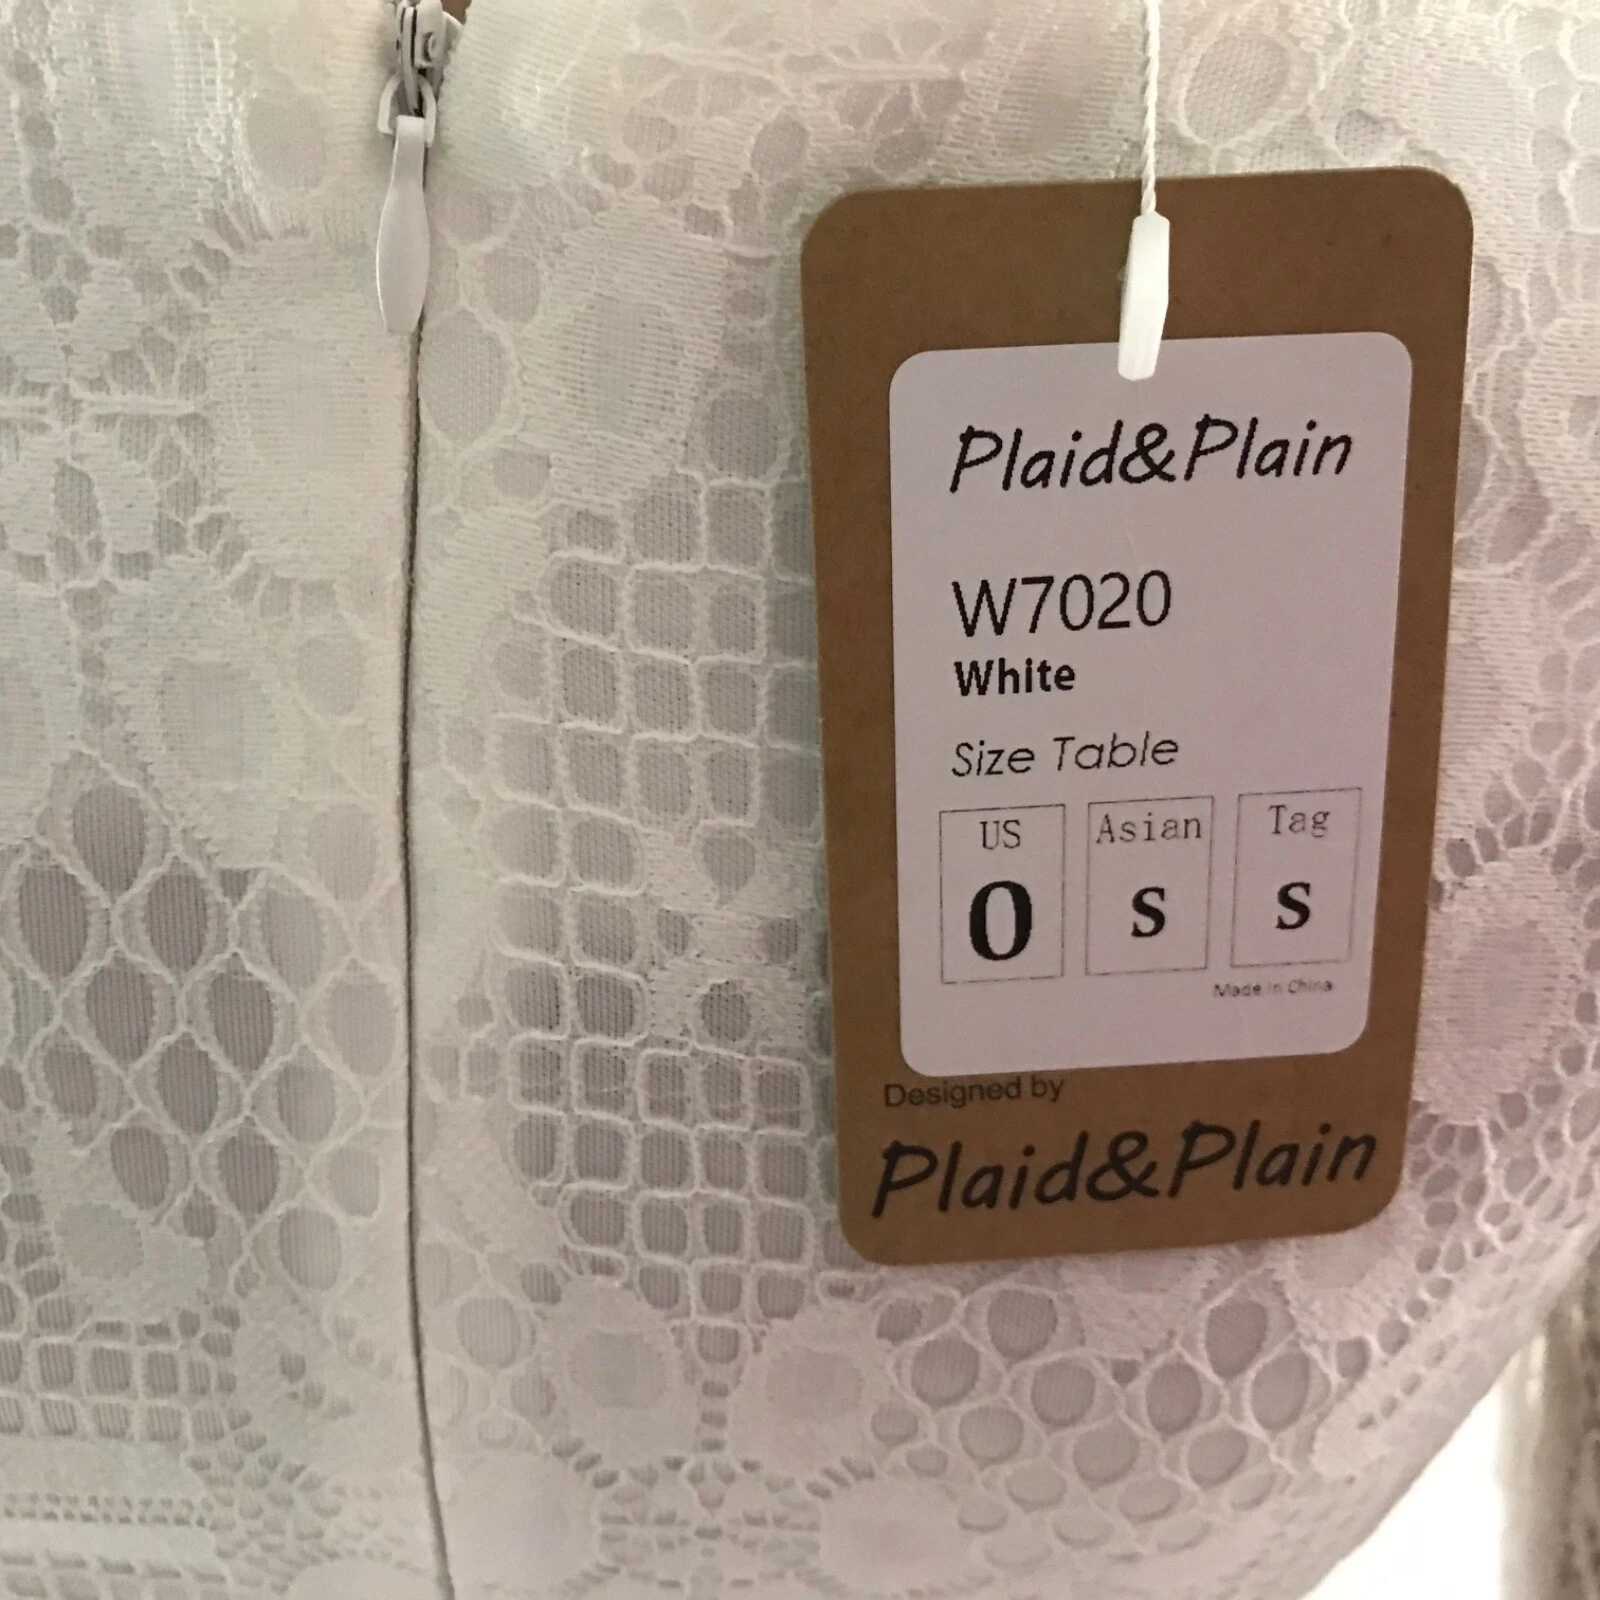 Plaid&Plain
W7020
White
Size Table
US Asian Tag
0 S S
Made in China
Designed by
Plaid&Plain